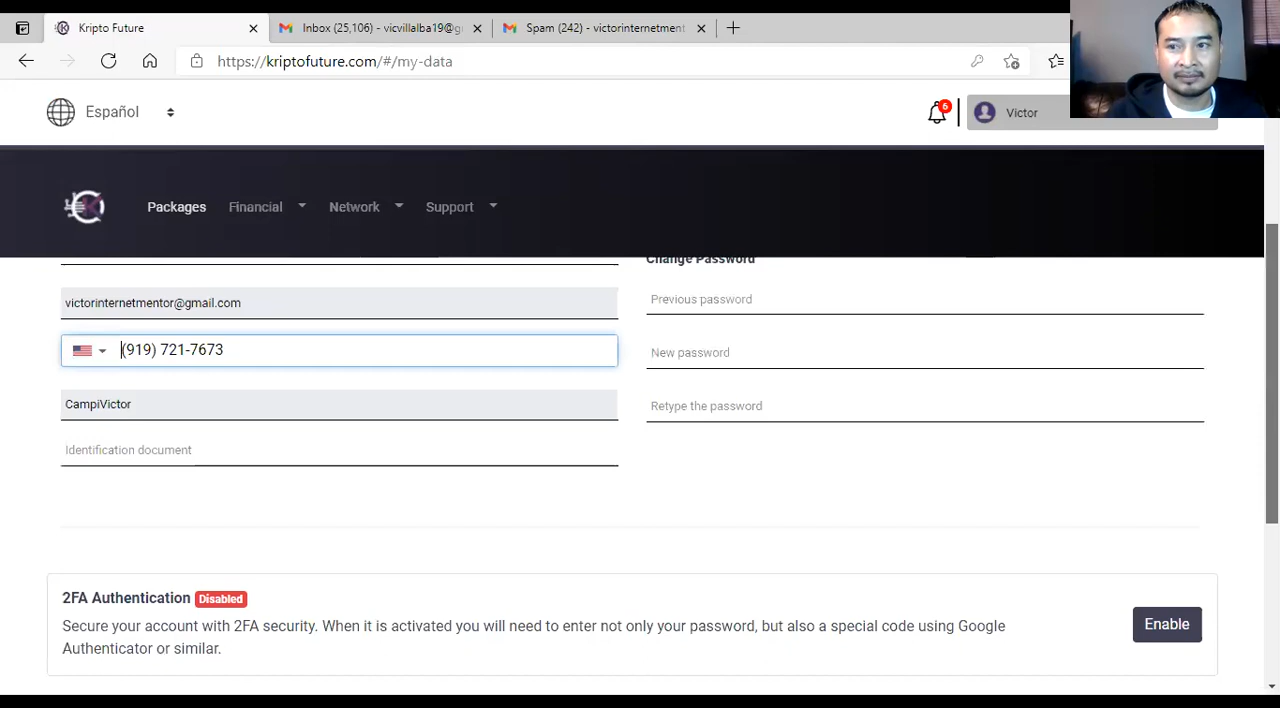 Kripto Future
Inbox (25,106) - vicvillalba19@g
Spam (242) - victorinternetment
https://kriptofuture.com/#/my-data
Español
6
Victor
Packages
Financial
Network
Support
Change Password
victorinternetmentor@gmail.com
Previous password
(919) 721-7673
New password
CampiVictor
Retype the password
Identification document
2FA Authentication Disabled
Secure your account with 2FA security. When it is activated you will need to enter not only your password, but also a special code using Google
Authenticator or similar.
Enable